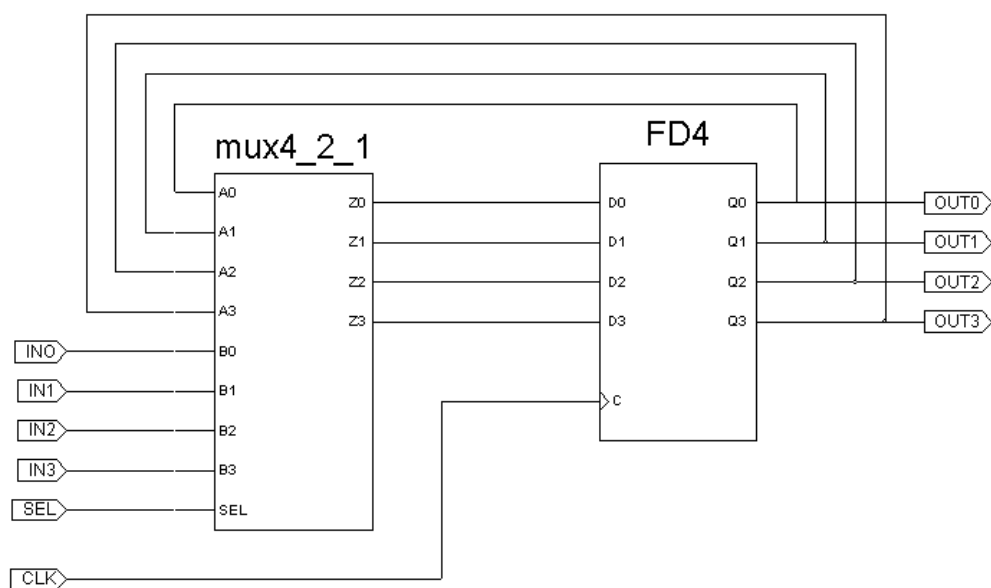 mux4_2_1
FD4
A0
A1
A2
A3
B0
B1
B2
B3
SEL
Z0
Z1
Z2
Z3
D0
D1
D2
D3
C
Q0
Q1
Q2
Q3
INO
IN1
IN2
IN3
SEL
CLK
OUT0
OUT1
OUT2
OUT3